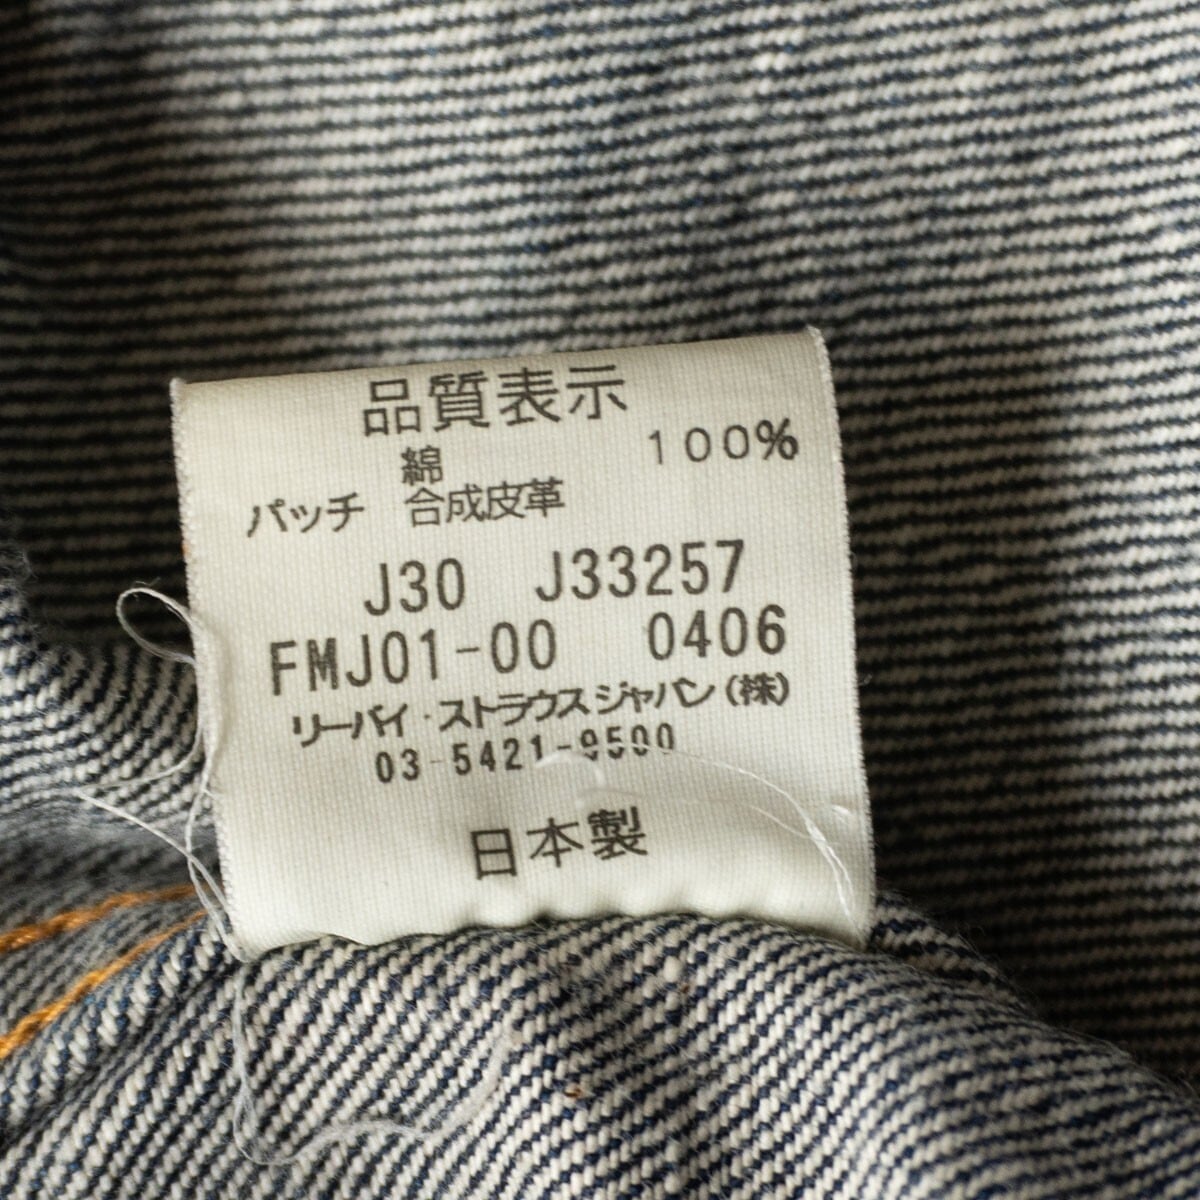 品質表示
綿 100%
パッチ 合成皮革
J30 J33257
FMJ01-00 0406
リーバイ・ストラウスジャパン(株)
03-5421-9500
日本製